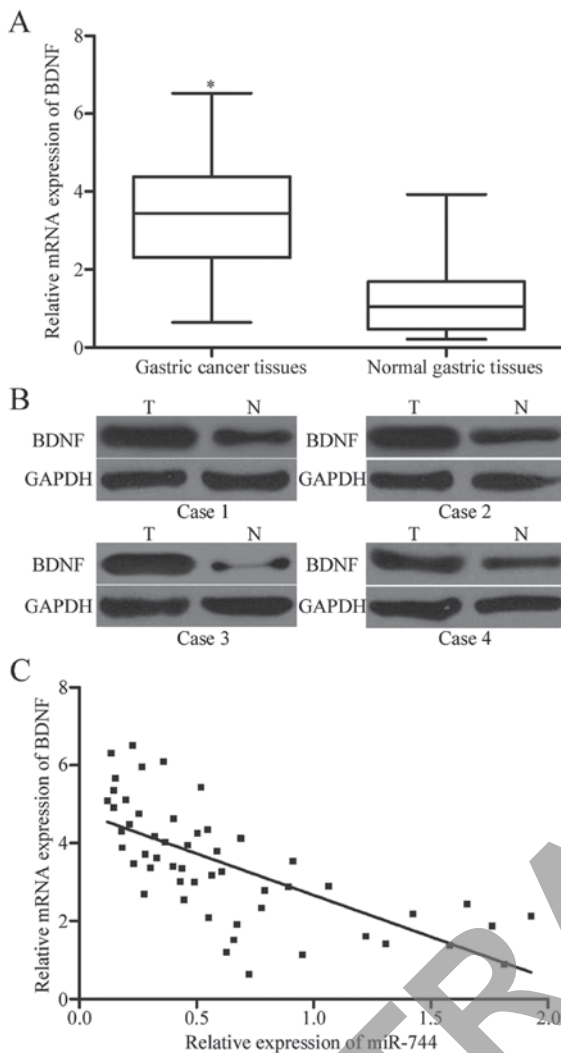 A
Relative mRNA expression of BDNF
8
6
4
2
0
*
Gastric cancer tissues
Normal gastric tissues
B
T N
BDNF
GAPDH
Case 1
T N
BDNF
GAPDH
Case 2
T N
BDNF
GAPDH
Case 3
T N
BDNF
GAPDH
Case 4
C
Relative mRNA expression of BDNF
8
6
4
2
0
0.0 0.5 1.0 1.5 2.0
Relative expression of miR-744